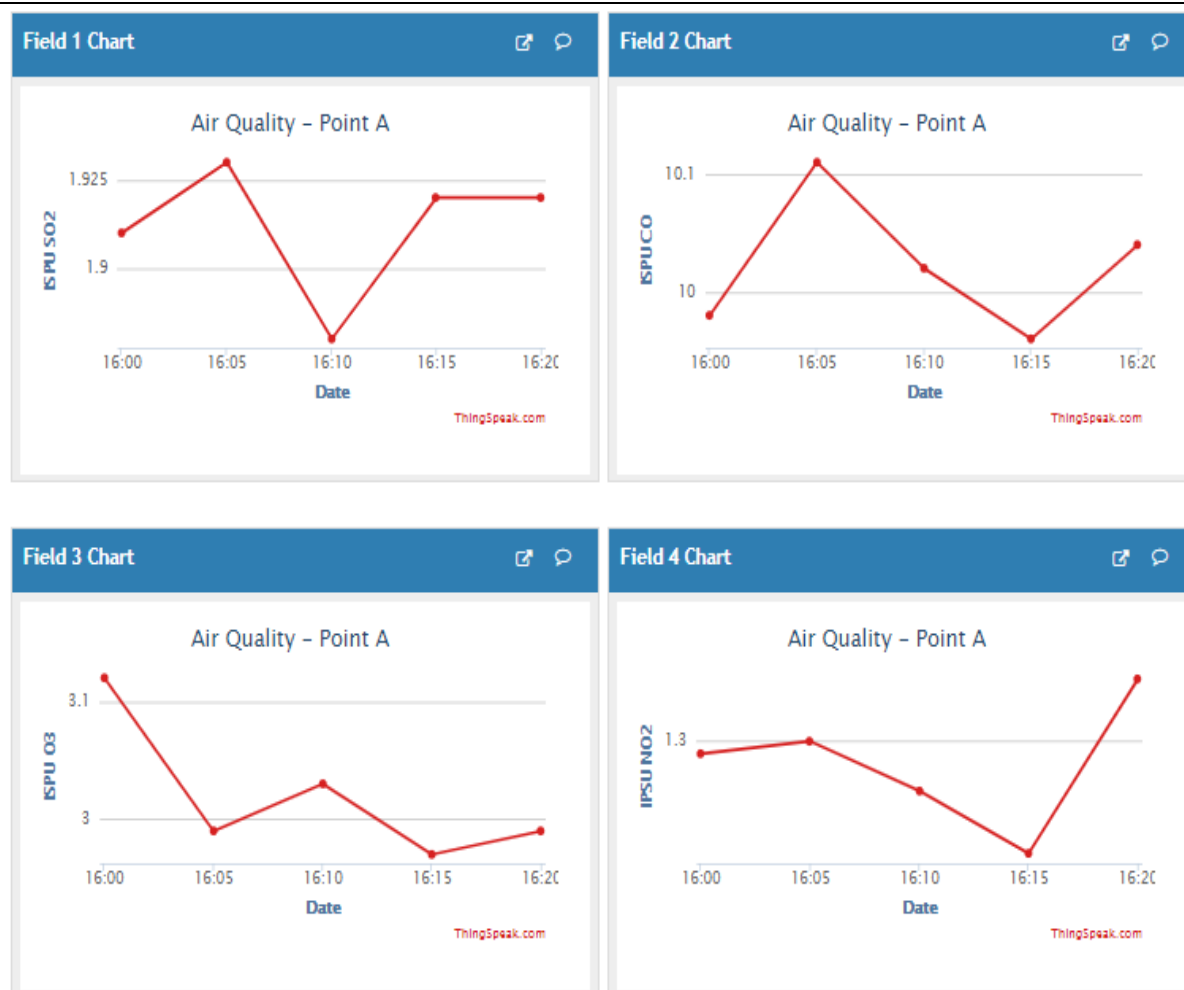 Field 1 Chart
Air Quality – Point A
1.925
1.9
ISPU SO2
16:00 16:05 16:10 16:15 16:20
Date
ThingSpeak.com
Field 2 Chart
Air Quality – Point A
10.1
10
ISPU CO
16:00 16:05 16:10 16:15 16:20
Date
ThingSpeak.com
Field 3 Chart
Air Quality – Point A
3.1
3
ISPU O3
16:00 16:05 16:10 16:15 16:20
Date
ThingSpeak.com
Field 4 Chart
Air Quality – Point A
1.3
IPSU NO2
16:00 16:05 16:10 16:15 16:20
Date
ThingSpeak.com